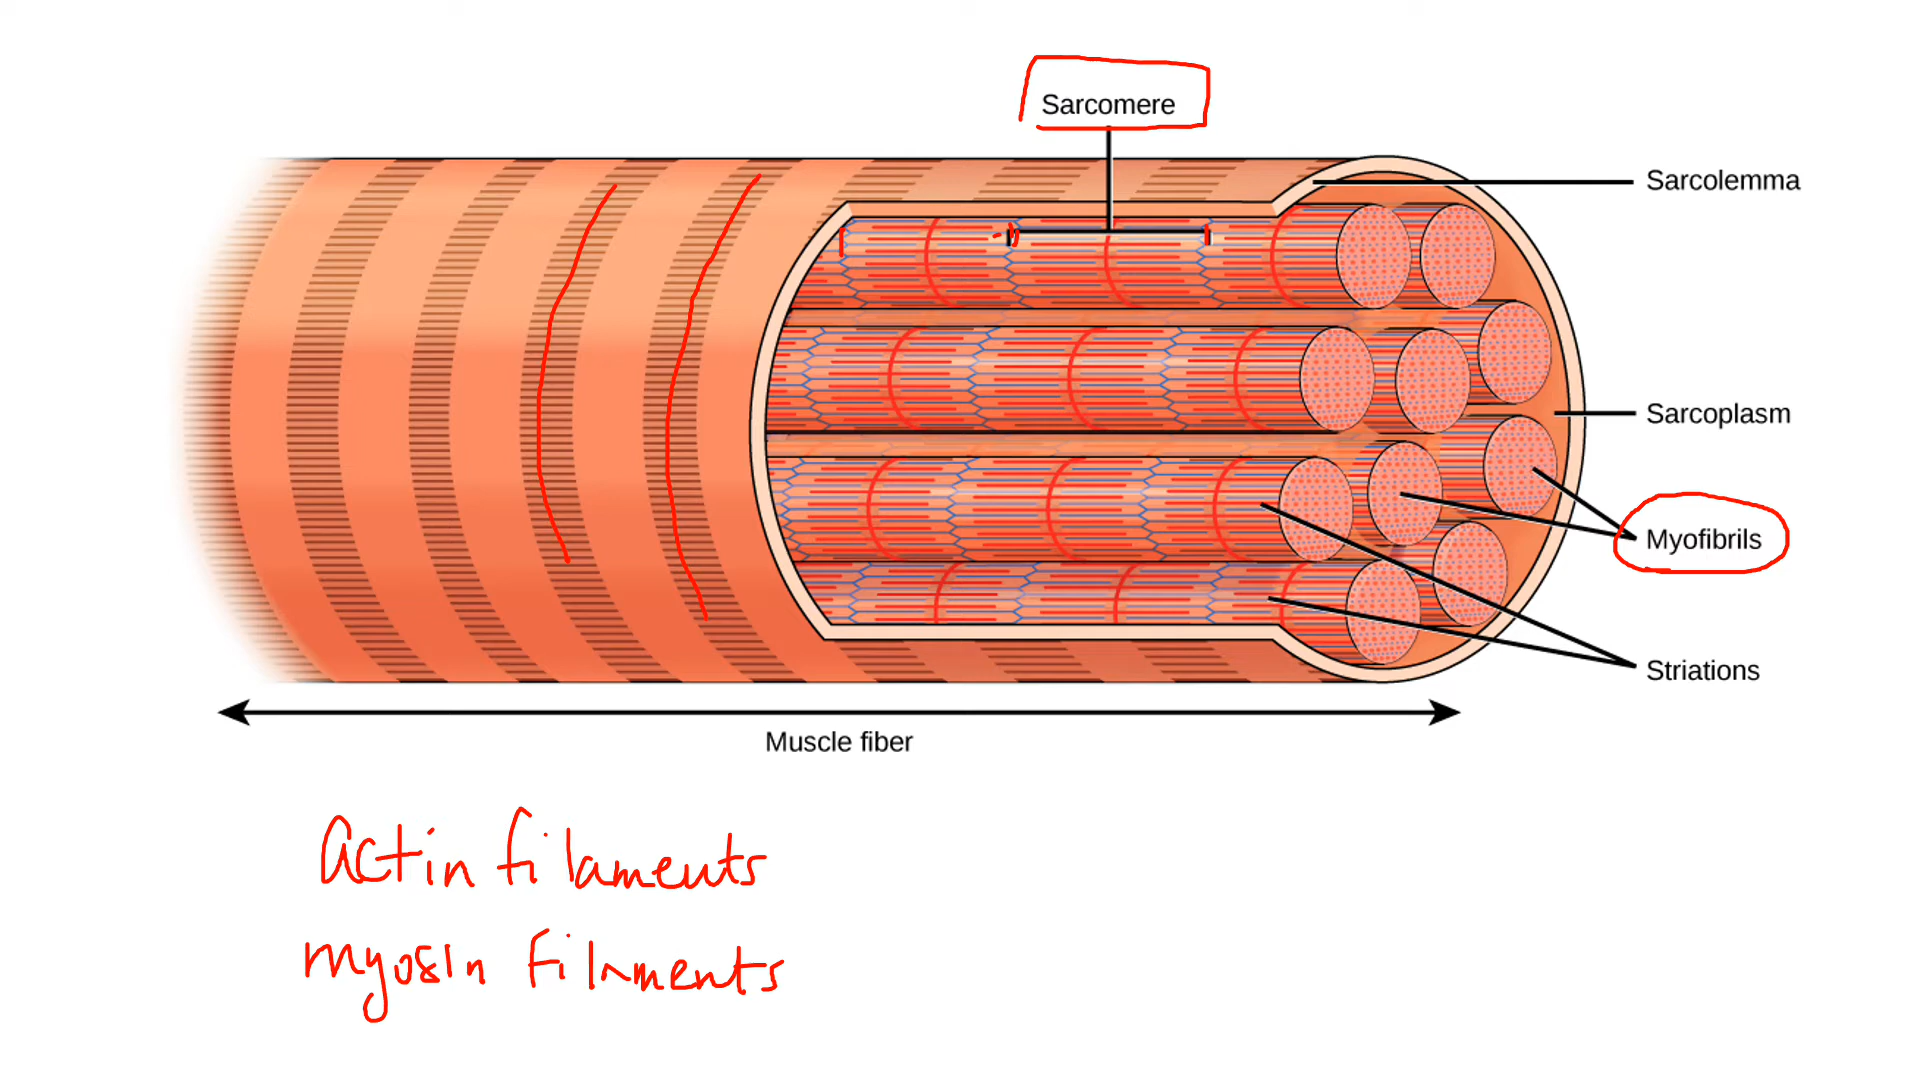 Sarcomere
Sarcolemma
Sarcoplasm
Myofibrils
Striations
Muscle fiber
Actin filaments
myosin filaments